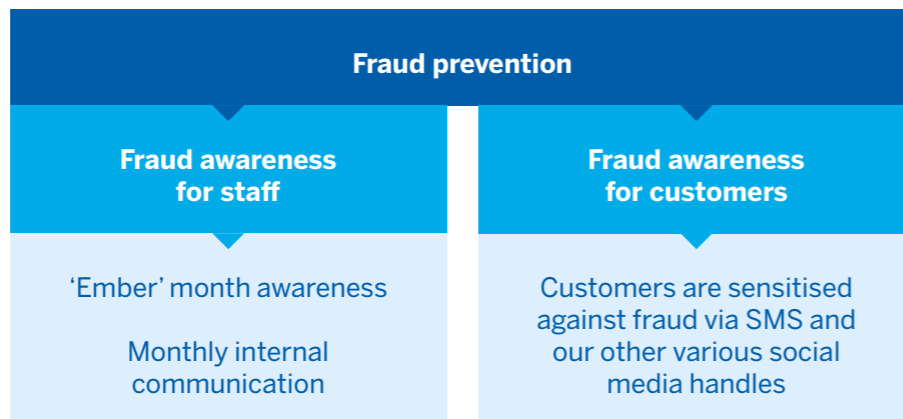 Fraud prevention
Fraud awareness
for staff
‘Ember’ month awareness
Monthly internal
communication
Fraud awareness
for customers
Customers are sensitised
against fraud via SMS and
our other various social
media handles